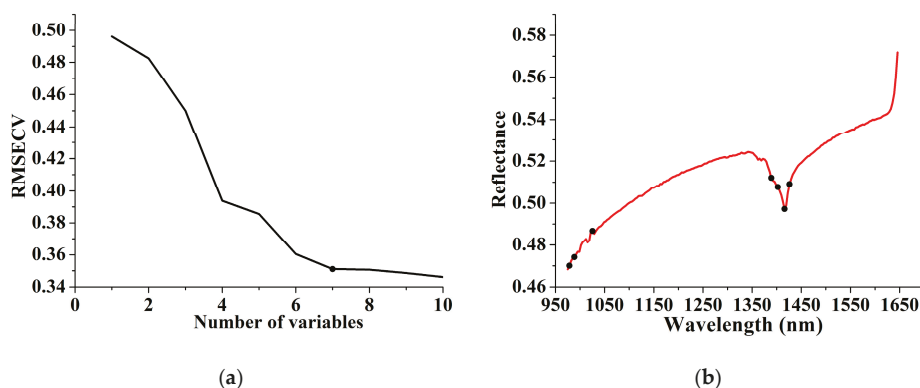 0.50
0.48
0.46
0.44
0.42
0.40
0.38
0.36
0.34
RMSECV
0 2 4 6 8 10
Number of variables
(a)
0.58
0.56
0.54
0.52
0.50
0.48
0.46
Reflectance
950 1050 1150 1250 1350 1450 1550 1650
Wavelength (nm)
(b)